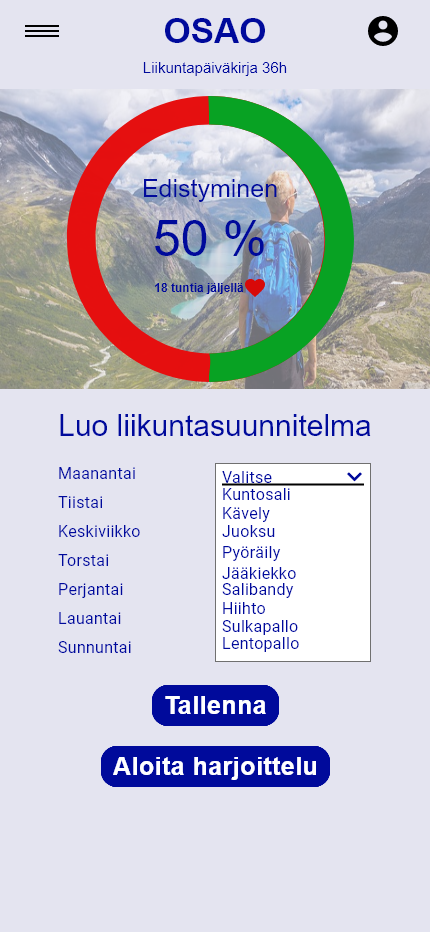 OSAO
Liikuntapäiväkirja 36h
Edistyminen
50 %
18 tuntia jäljellä
Luo liikuntasuunnitelma
Maanantai
Tiistai
Keskiviikko
Torstai
Perjantai
Lauantai
Sunnuntai
Valitse
Kuntosali
Kävely
Juoksu
Pyöräily
Jääkiekko
Salibandy
Hiihto
Sulkapallo
Lentopallo
Tallenna
Aloita harjoittelu